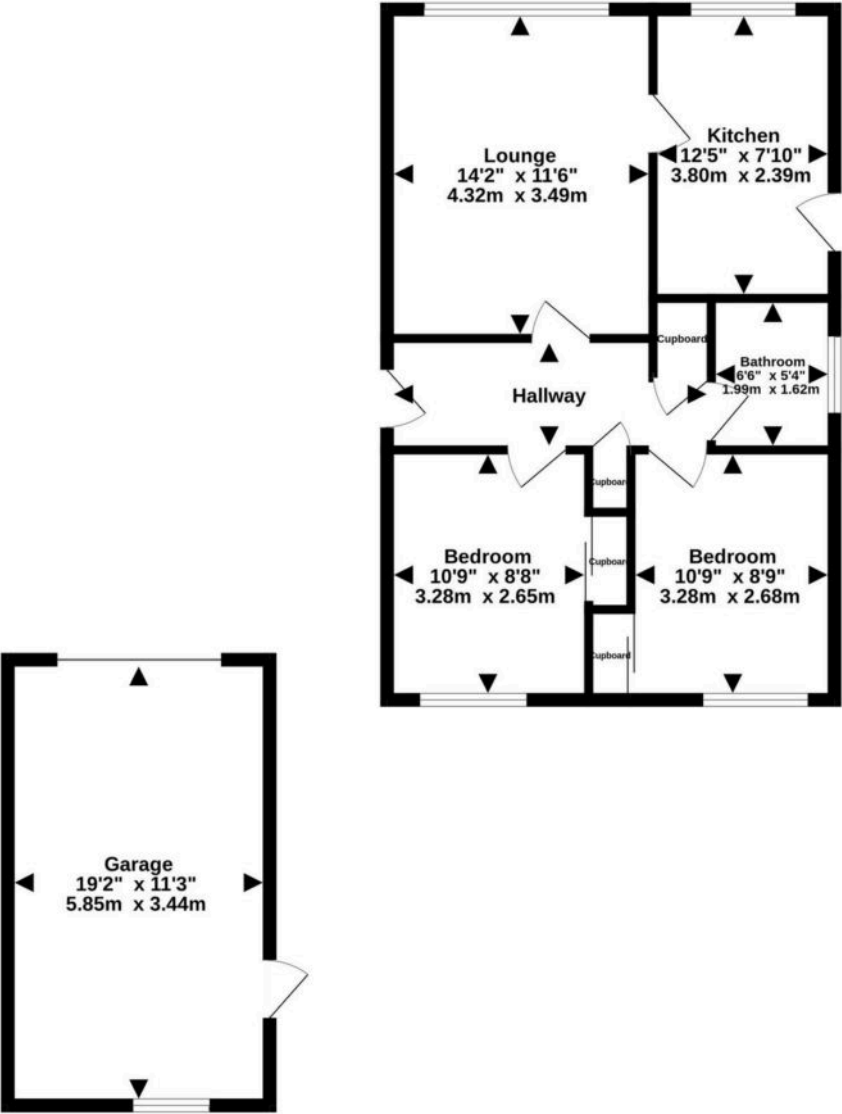 Lounge
14'2" x 11'6"
4.32m x 3.49m
Kitchen
12'5" x 7'10"
3.80m x 2.39m
Cupboard
Bathroom
6'6" x 5'4"
1.99m x 1.62m
Hallway
Cupboard
Bedroom
10'9" x 8'8"
3.28m x 2.65m
Cupboard
Bedroom
10'9" x 8'9"
3.28m x 2.68m
Cupboard
Garage
19'2" x 11'3"
5.85m x 3.44m